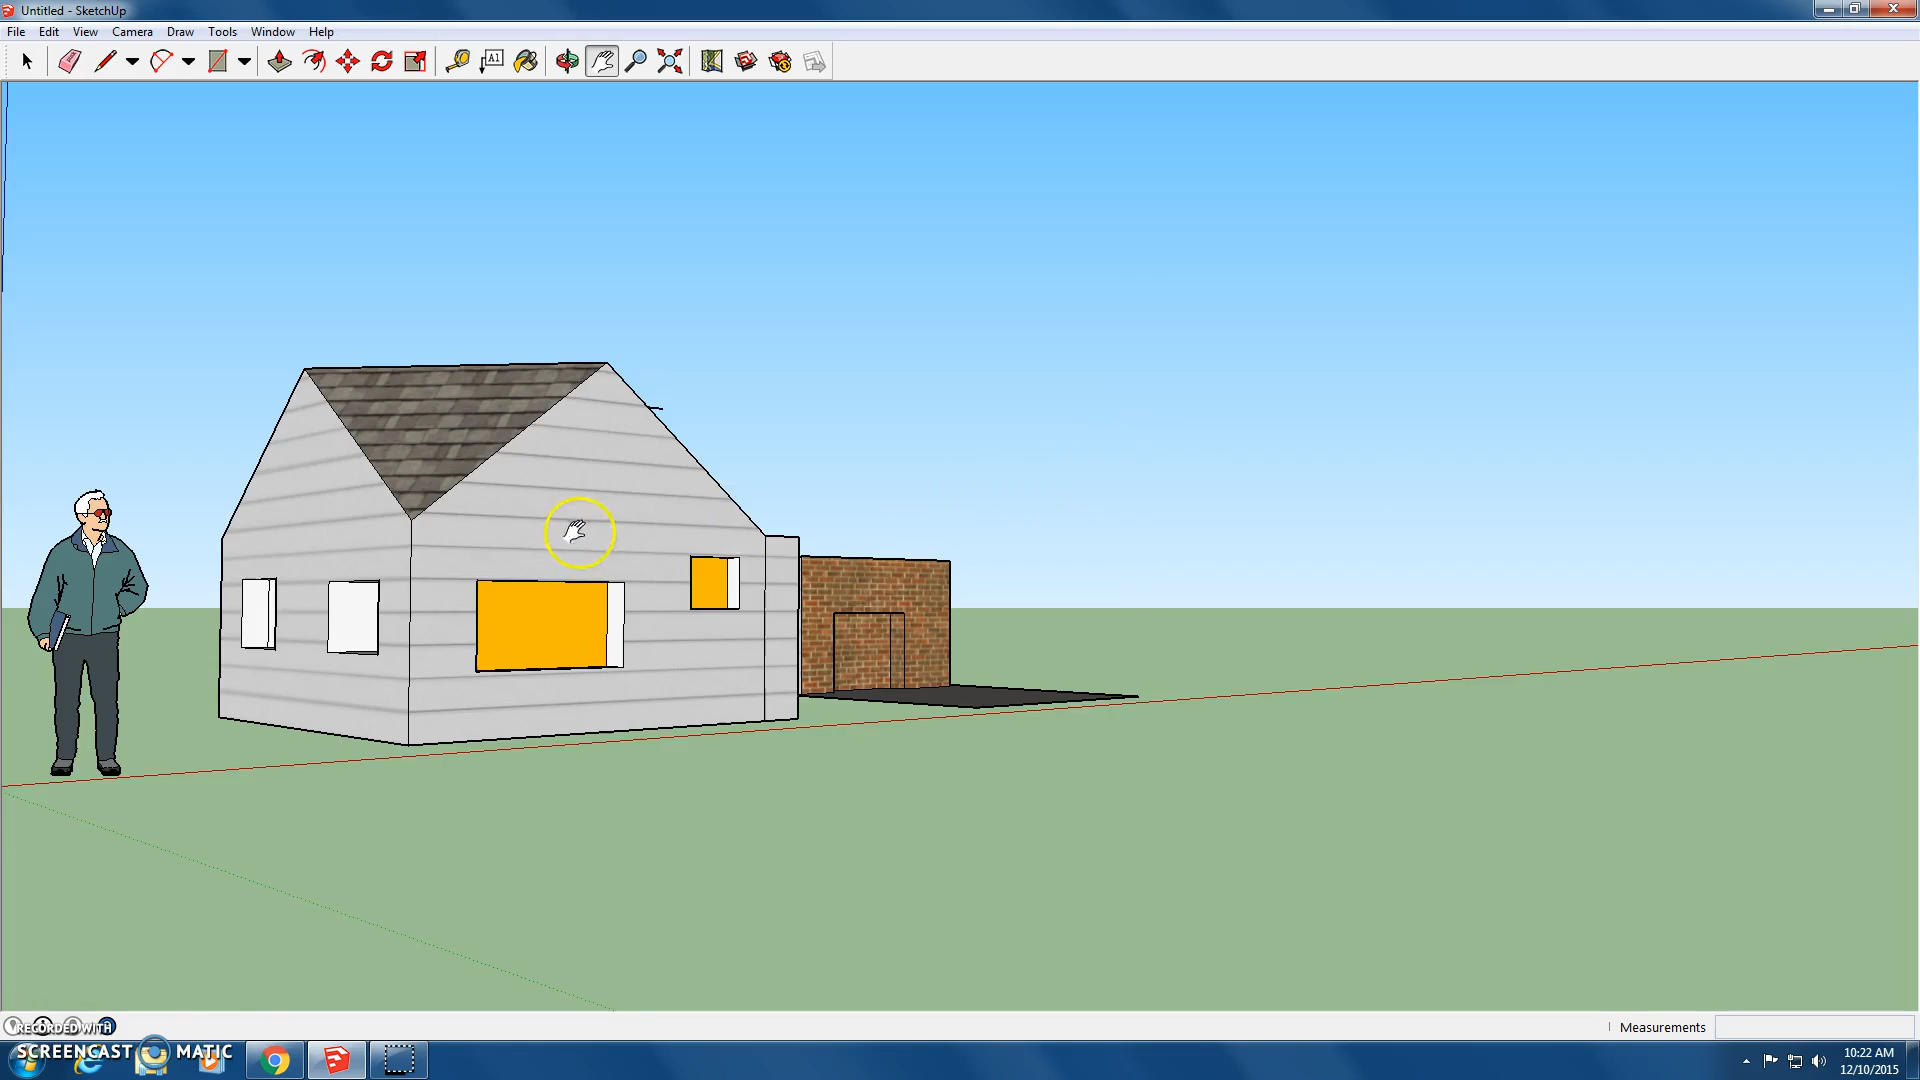 Untitled - SketchUp
File Edit View Camera Draw Tools Window Help
A1
Measurements
RECORDED WITH
SCREENCAST MATIC
10:22 AM
12/10/2015